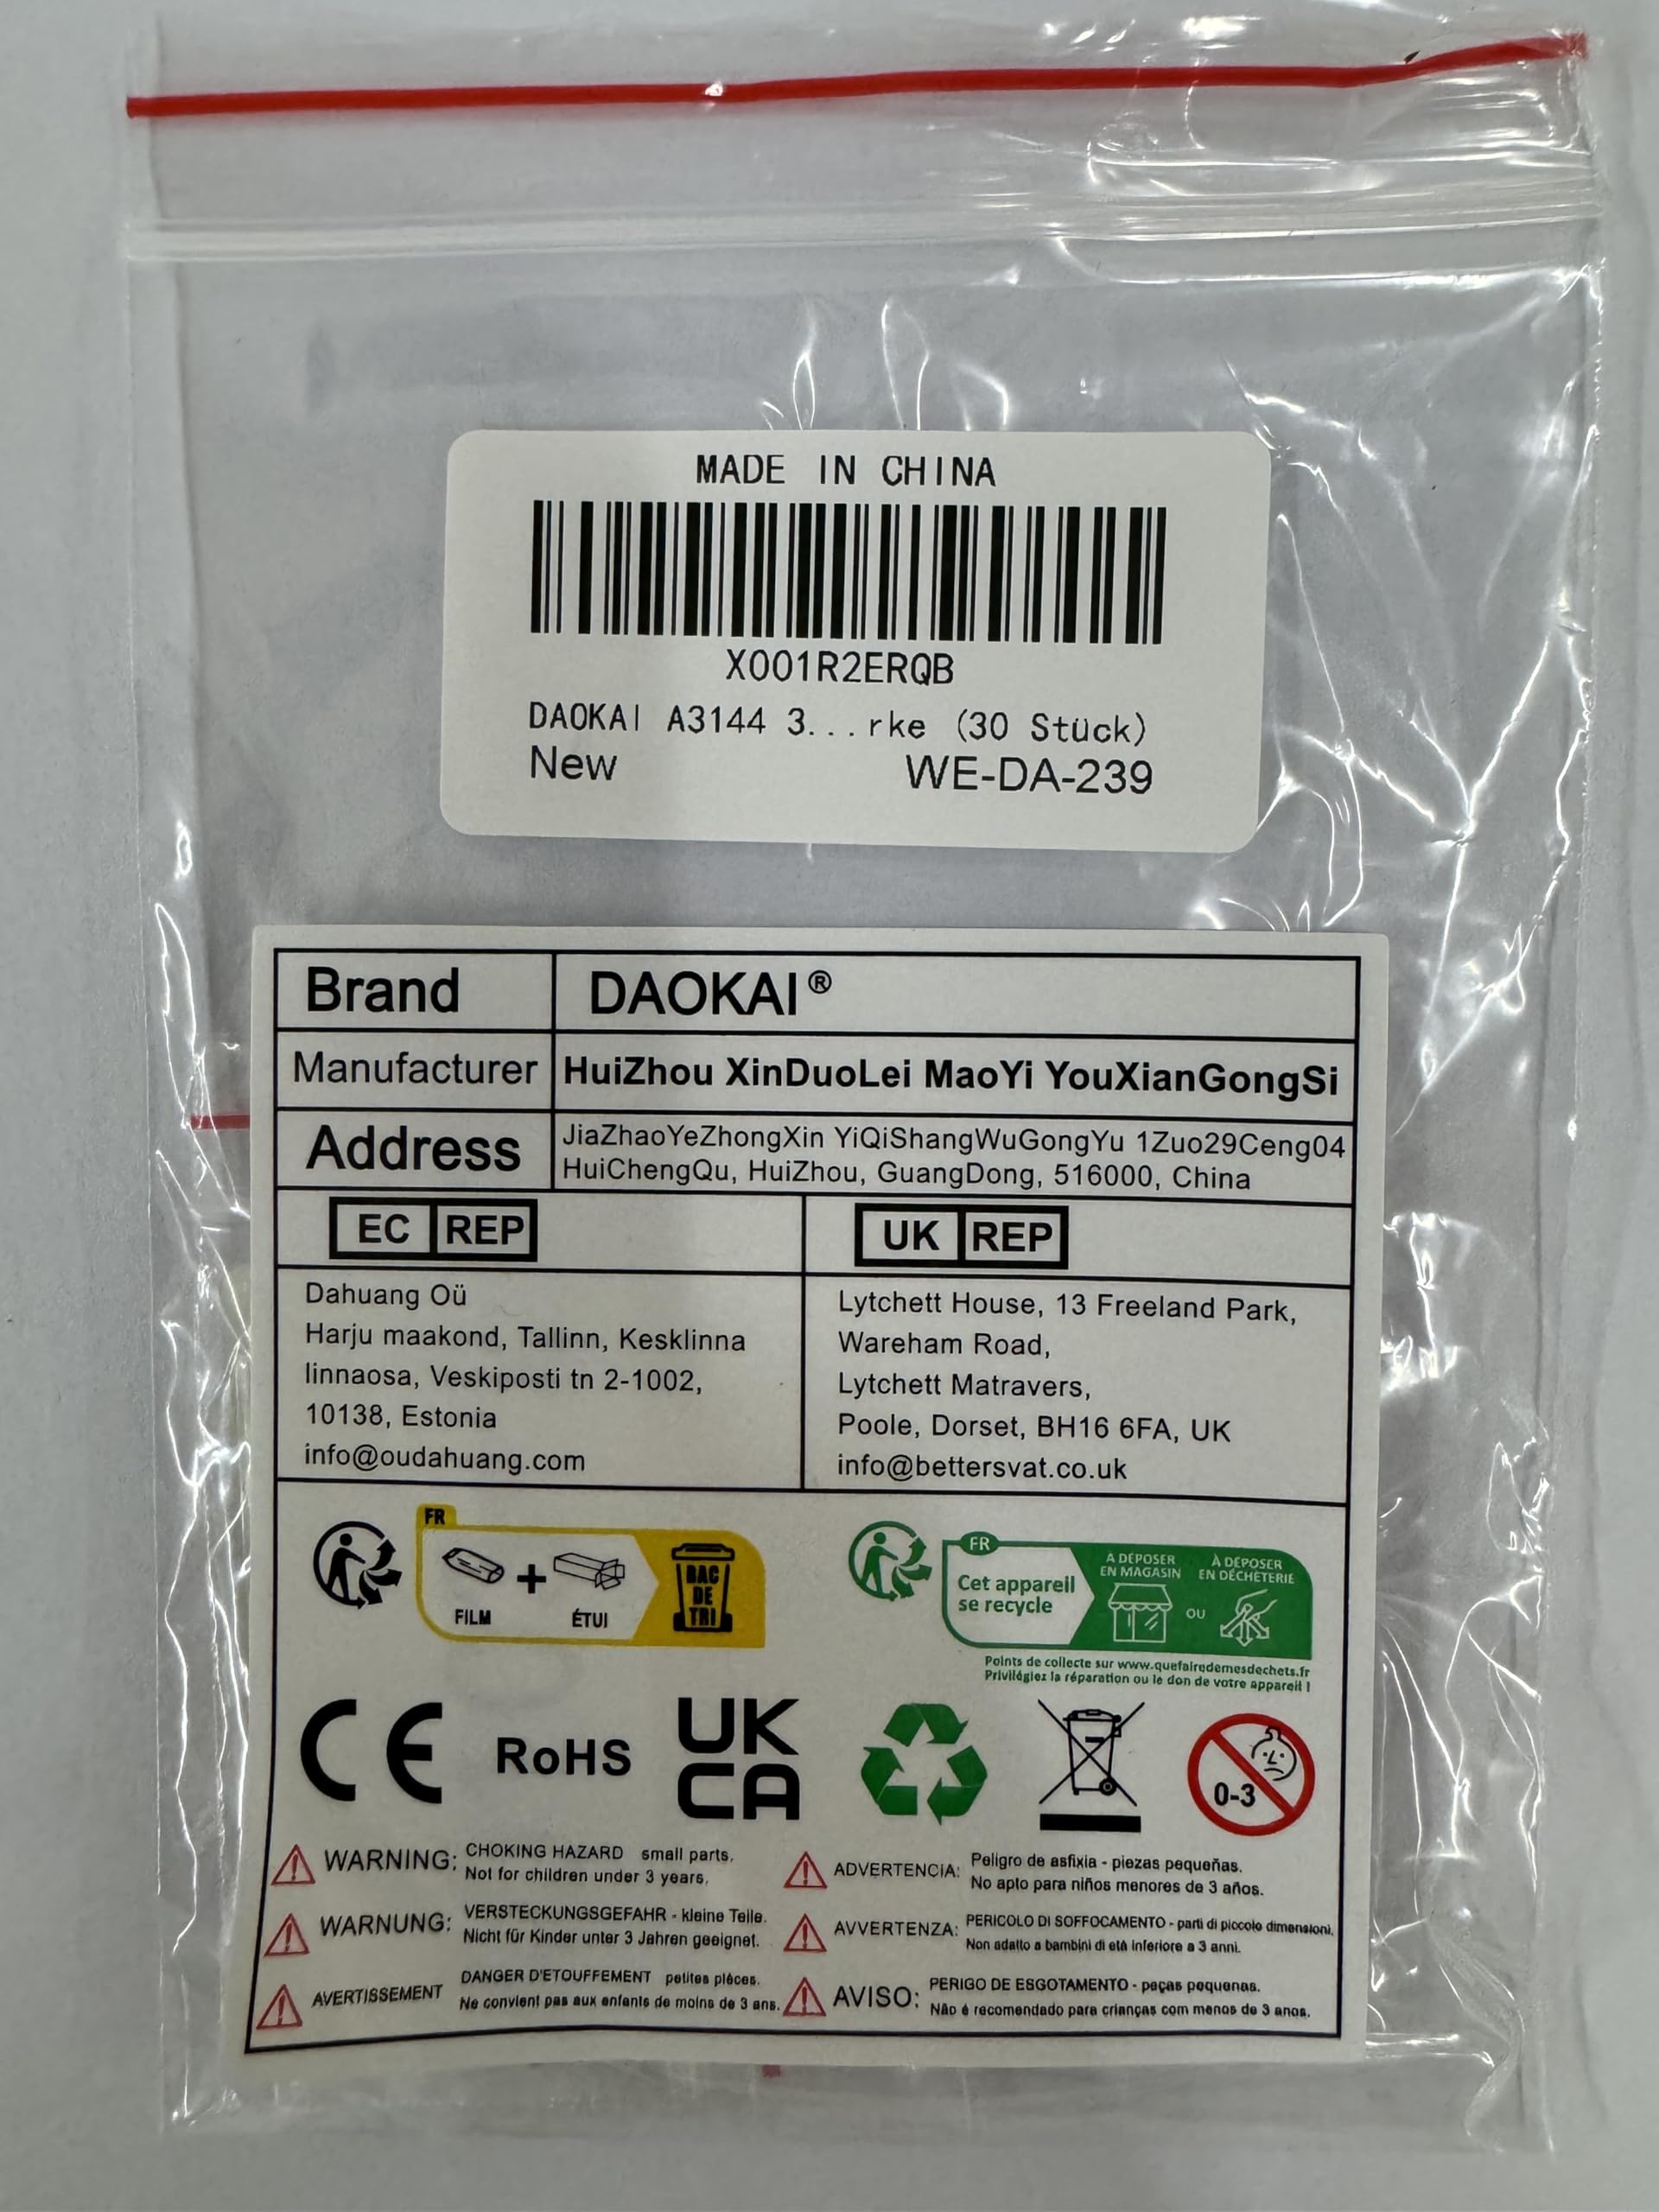 MADE IN CHINA
X001R2ERQB
DAOKAI A3144 3...rke (30 Stück)
New WE-DA-239
Brand DAOKAI®
Manufacturer HuiZhou XinDuoLei MaoYi YouXianGongSi
Address JiaZhaoYeZhongXin YiQiShangWuGongYu 1Zuo29Ceng04
HuiChengQu, HuiZhou, GuangDong, 516000, China
EC REP
UK REP
Dahuang Oü
Harju maakond, Tallinn, Kesklinna
linnaosa, Veskiposti tn 2-1002,
10138, Estonia
info@oudahuang.com
Lytchett House, 13 Freeland Park,
Wareham Road,
Lytchett Matravers,
Poole, Dorset, BH16 6FA, UK
info@bettersvat.co.uk
FR
FILM + ÉTUI
BAC
DE
TRI
FR
Cet appareil
se recycle
À DÉPOSER
EN MAGASIN
OU
À DÉPOSER
EN DÉCHÈTERIE
Points de collecte sur www.quefairedemesdechets.fr
Privilégiez la réparation ou le don de votre appareil !
CE RoHS UK
CA
0-3
WARNING: CHOKING HAZARD small parts.
Not for children under 3 years.
WARNUNG: VERSTECKUNGSGEFAHR - kleine Teile.
Nicht für Kinder unter 3 Jahren geeignet.
AVERTISSEMENT DANGER D'ETOUFFEMENT petites pièces.
Ne convient pas aux enfants de moins de 3 ans.
ADVERTENCIA: Peligro de asfixia - piezas pequeñas.
No apto para niños menores de 3 años.
AVVERTENZA: PERICOLO DI SOFFOCAMENTO - parti di piccole dimensioni.
Non adatto a bambini di età inferiore a 3 anni.
AVISO: PERIGO DE ESGOTAMENTO - peças pequenas.
Não é recomendado para crianças com menos de 3 anos.